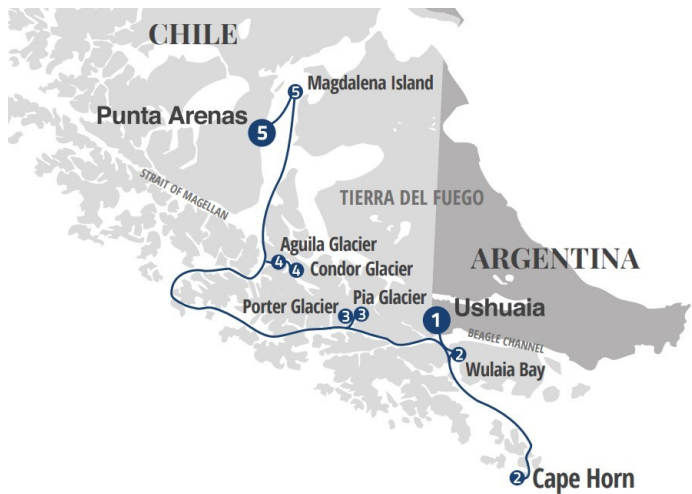 CHILE
5 Magdalena Island
Punta Arenas
5
STRAIT OF MAGELLAN
TIERRA DEL FUEGO
Aguila Glacier
4
4 Condor Glacier
ARGENTINA
Pia Glacier
Porter Glacier 3 3
1 Ushuaia
BEAGLE CHANNEL
2
Wulaia Bay
2 Cape Horn